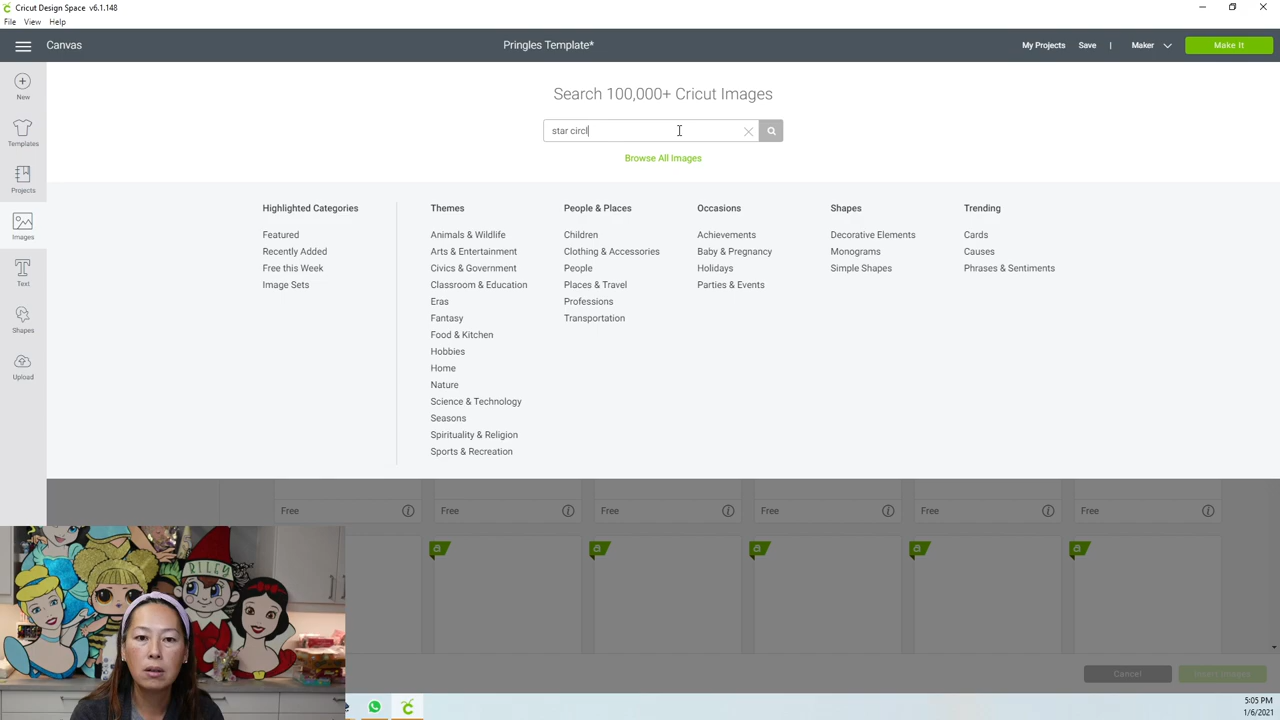 Cricut Design Space v6.1.148
File View Help
Canvas
Pringles Template*
My Projects Save | Maker Make It
New
Templates
Projects
Images
Text
Shapes
Upload
Search 100,000+ Cricut Images
star circl
Browse All Images
Highlighted Categories
Featured
Recently Added
Free this Week
Image Sets
Themes
Animals & Wildlife
Arts & Entertainment
Civics & Government
Classroom & Education
Eras
Fantasy
Food & Kitchen
Hobbies
Home
Nature
Science & Technology
Seasons
Spirituality & Religion
Sports & Recreation
People & Places
Children
Clothing & Accessories
People
Places & Travel
Professions
Transportation
Occasions
Achievements
Baby & Pregnancy
Holidays
Parties & Events
Shapes
Decorative Elements
Monograms
Simple Shapes
Trending
Cards
Causes
Phrases & Sentiments
Free Free Free Free Free Free
a a a a a
RILEY
Cancel Insert Images
5:05 PM
1/6/2021